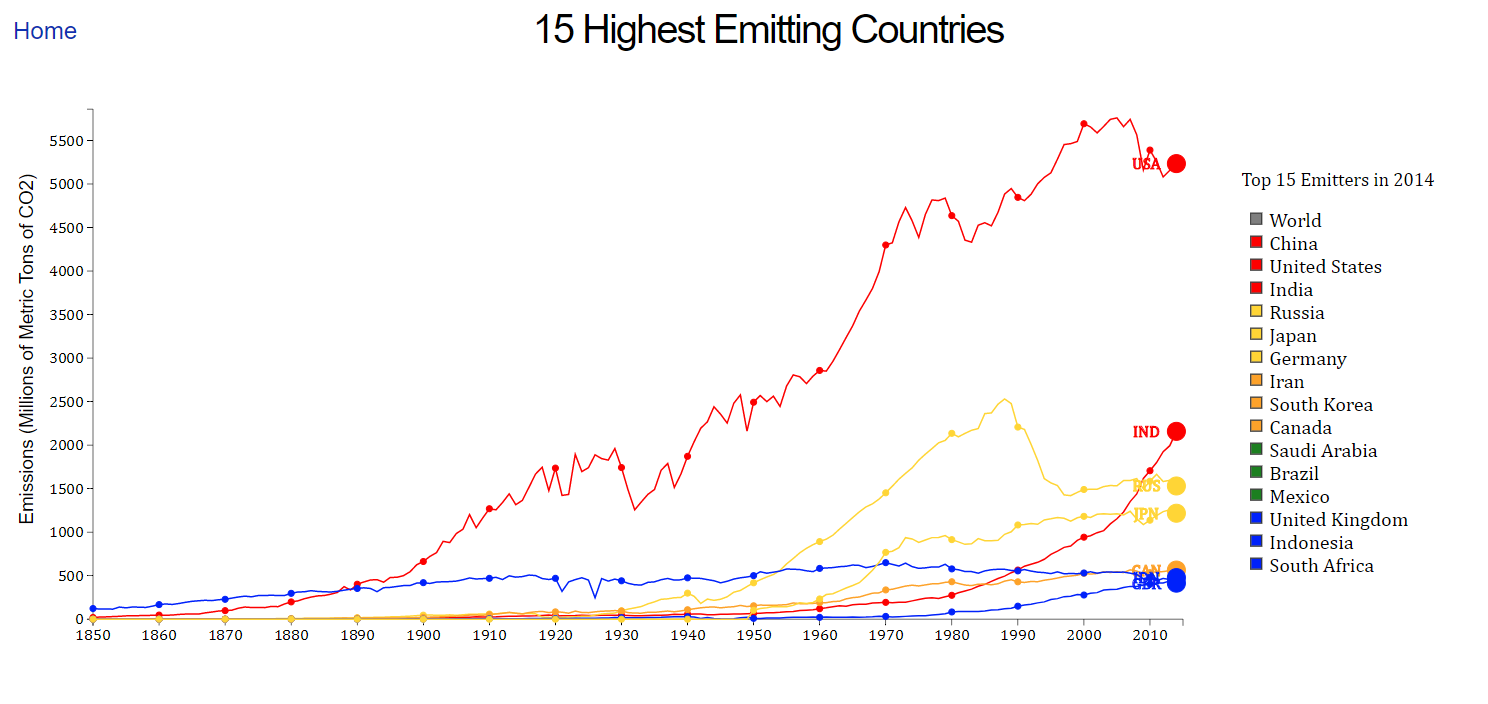 Home
15 Highest Emitting Countries
Emissions (Millions of Metric Tons of CO2)
5500
5000
4500
4000
3500
3000
2500
2000
1500
1000
500
0
1850 1860 1870 1880 1890 1900 1910 1920 1930 1940 1950 1960 1970 1980 1990 2000 2010
USA
IND
RUS
JPN
CAN
GBR
Top 15 Emitters in 2014
World
China
United States
India
Russia
Japan
Germany
Iran
South Korea
Canada
Saudi Arabia
Brazil
Mexico
United Kingdom
Indonesia
South Africa